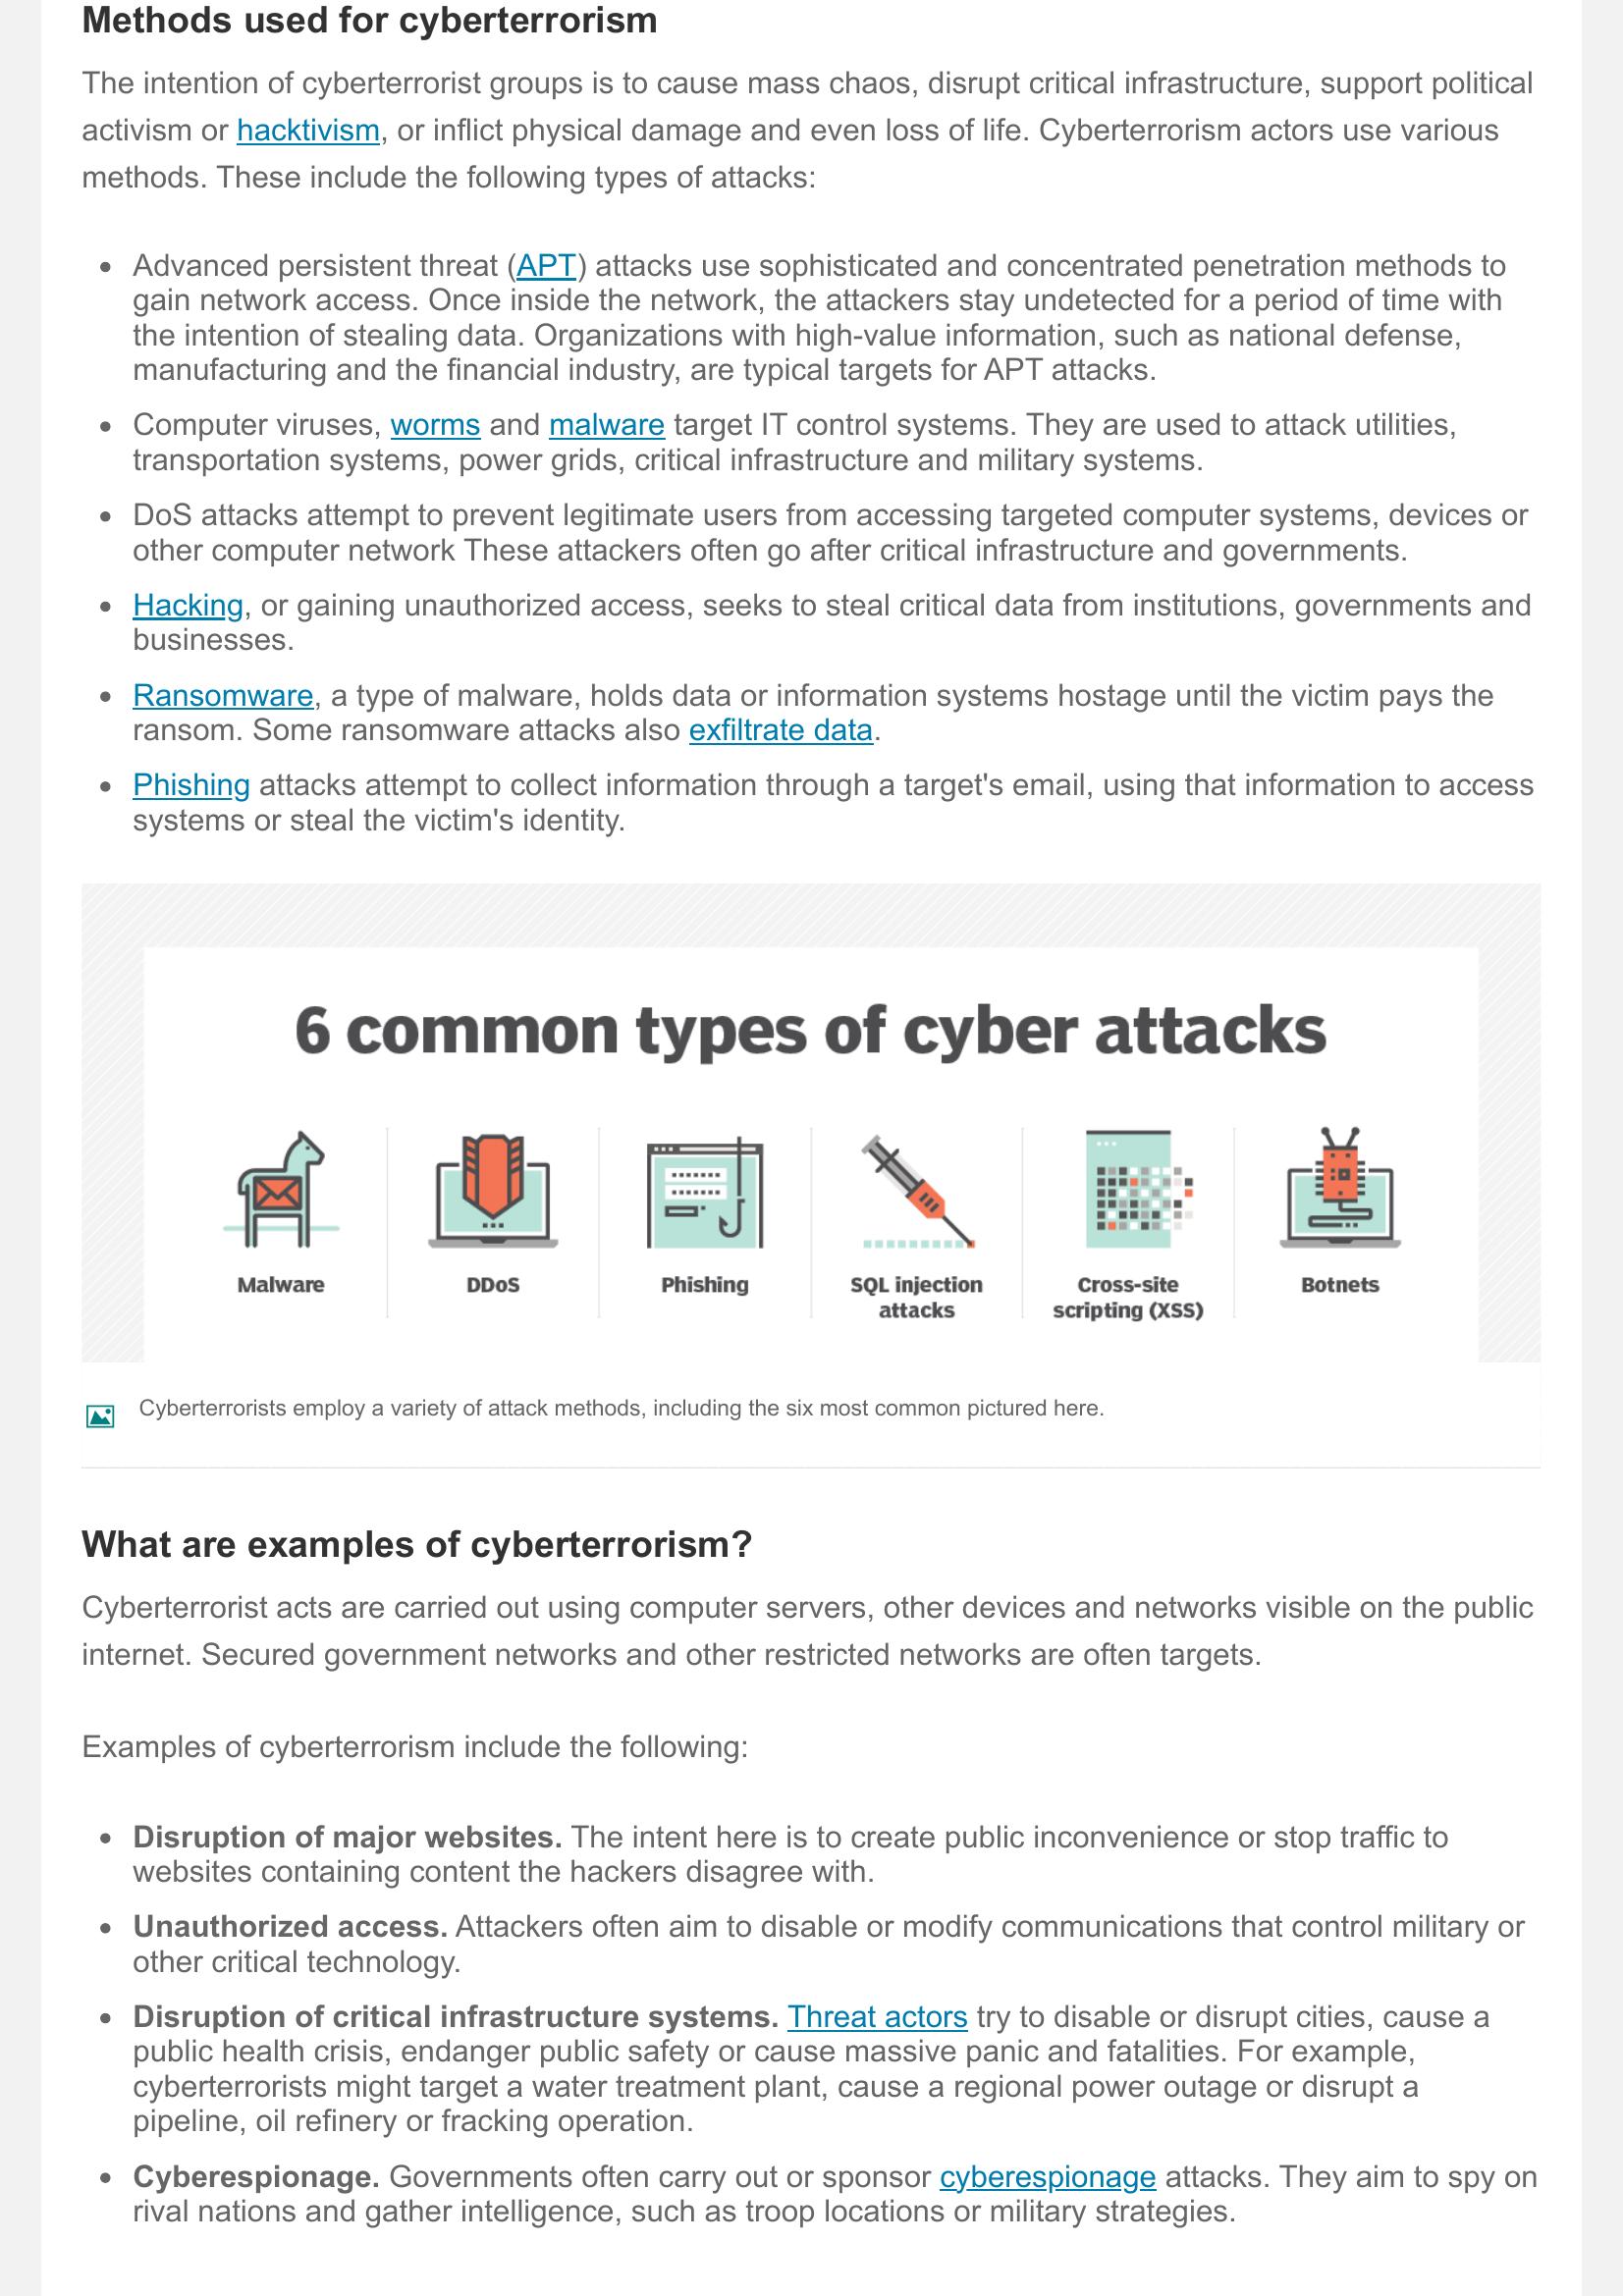 Methods used for cyberterrorism
The intention of cyberterrorist groups is to cause mass chaos, disrupt critical infrastructure, support political
activism or hacktivism, or inflict physical damage and even loss of life. Cyberterrorism actors use various
methods. These include the following types of attacks:
• Advanced persistent threat (APT) attacks use sophisticated and concentrated penetration methods to
gain network access. Once inside the network, the attackers stay undetected for a period of time with
the intention of stealing data. Organizations with high-value information, such as national defense,
manufacturing and the financial industry, are typical targets for APT attacks.
• Computer viruses, worms and malware target IT control systems. They are used to attack utilities,
transportation systems, power grids, critical infrastructure and military systems.
• DoS attacks attempt to prevent legitimate users from accessing targeted computer systems, devices or
other computer network These attackers often go after critical infrastructure and governments.
• Hacking, or gaining unauthorized access, seeks to steal critical data from institutions, governments and
businesses.
• Ransomware, a type of malware, holds data or information systems hostage until the victim pays the
ransom. Some ransomware attacks also exfiltrate data.
• Phishing attacks attempt to collect information through a target's email, using that information to access
systems or steal the victim's identity.
6 common types of cyber attacks
Malware
DDoS
Phishing
SQL injection
attacks
Cross-site
scripting (XSS)
Botnets
Cyberterrorists employ a variety of attack methods, including the six most common pictured here.
What are examples of cyberterrorism?
Cyberterrorist acts are carried out using computer servers, other devices and networks visible on the public
internet. Secured government networks and other restricted networks are often targets.
Examples of cyberterrorism include the following:
• Disruption of major websites. The intent here is to create public inconvenience or stop traffic to
websites containing content the hackers disagree with.
• Unauthorized access. Attackers often aim to disable or modify communications that control military or
other critical technology.
• Disruption of critical infrastructure systems. Threat actors try to disable or disrupt cities, cause a
public health crisis, endanger public safety or cause massive panic and fatalities. For example,
cyberterrorists might target a water treatment plant, cause a regional power outage or disrupt a
pipeline, oil refinery or fracking operation.
• Cyberespionage. Governments often carry out or sponsor cyberespionage attacks. They aim to spy on
rival nations and gather intelligence, such as troop locations or military strategies.